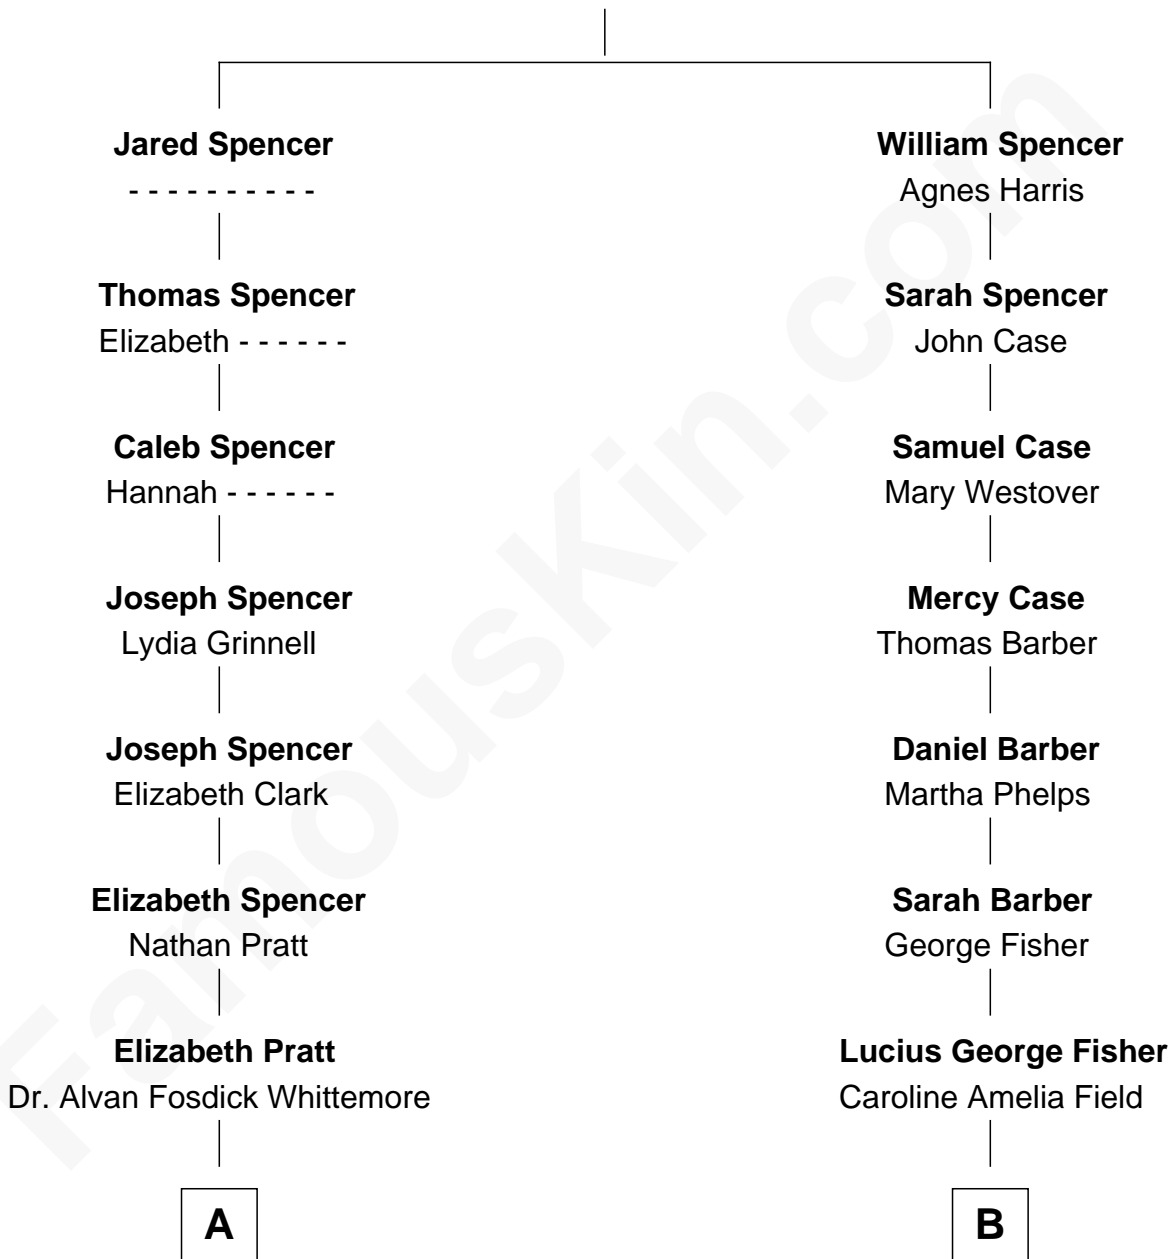 Jared Spencer
- - - - - - - - - -
Thomas Spencer
Elizabeth - - - - - -
Caleb Spencer
Hannah - - - - - -
Joseph Spencer
Lydia Grinnell
Joseph Spencer
Elizabeth Clark
Elizabeth Spencer
Nathan Pratt
Elizabeth Pratt
Dr. Alvan Fosdick Whittemore
A
William Spencer
Agnes Harris
Sarah Spencer
John Case
Samuel Case
Mary Westover
Mercy Case
Thomas Barber
Daniel Barber
Martha Phelps
Sarah Barber
George Fisher
Lucius George Fisher
Caroline Amelia Field
B
FamousKin.com